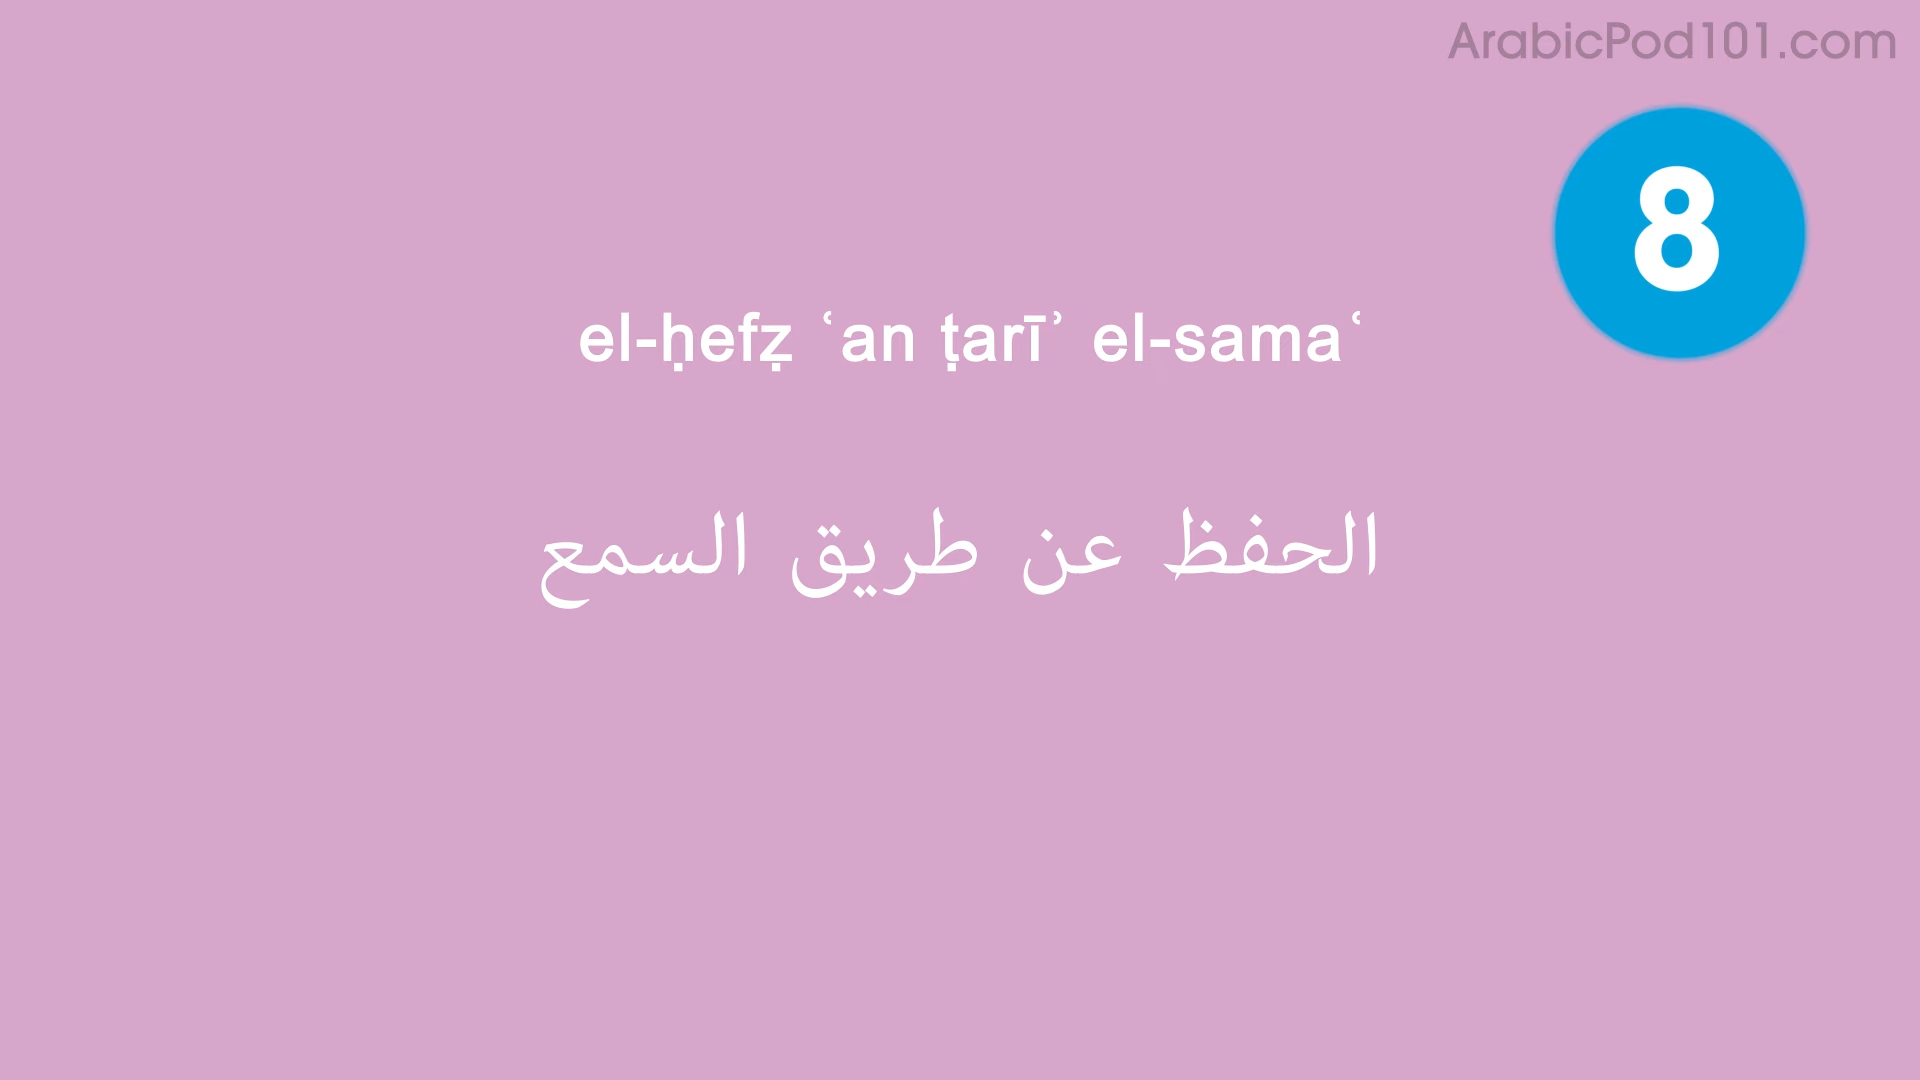 ArabicPod101.com
8
el-ḥefẓ ʿan ṭarīʾ el-samaʿ
الحفظ عن طريق السمع